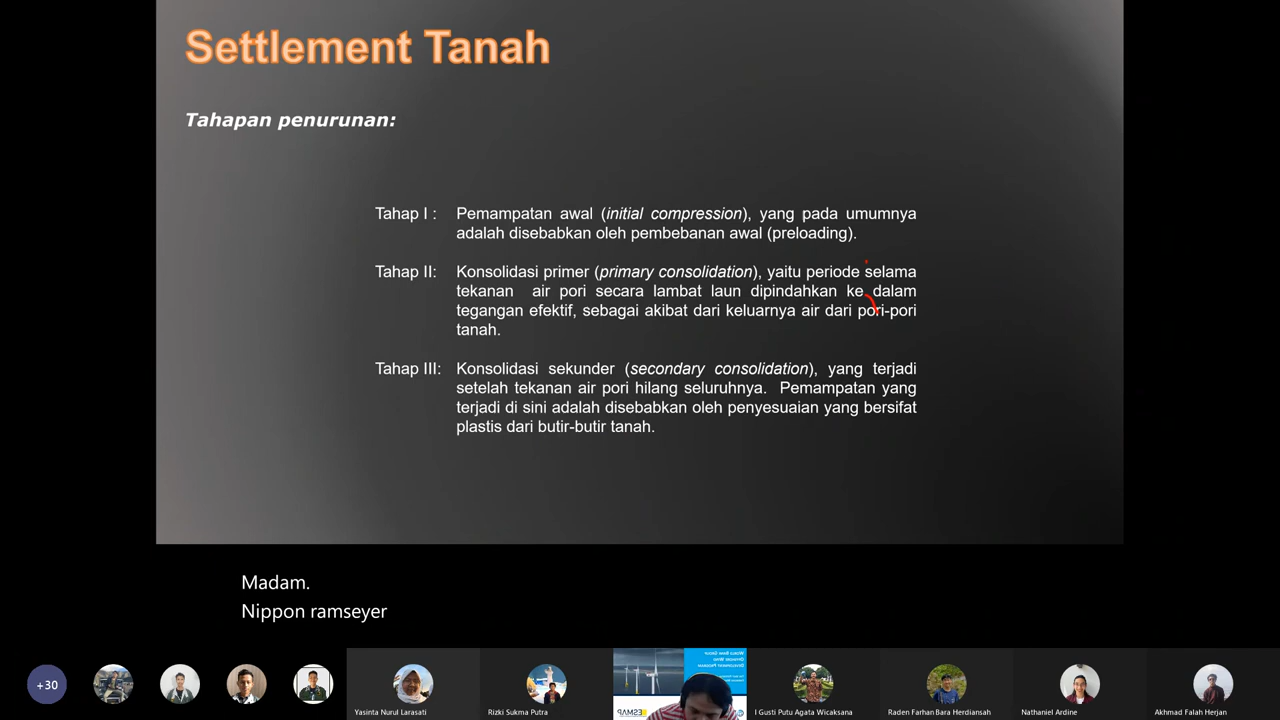 Settlement Tanah
Tahapan penurunan:
Tahap I : Pemampatan awal (initial compression), yang pada umumnya
adalah disebabkan oleh pembebanan awal (preloading).
Tahap II: Konsolidasi primer (primary consolidation), yaitu periode selama
tekanan air pori secara lambat laun dipindahkan ke dalam
tegangan efektif, sebagai akibat dari keluarnya air dari pori-pori
tanah.
Tahap III: Konsolidasi sekunder (secondary consolidation), yang terjadi
setelah tekanan air pori hilang seluruhnya. Pemampatan yang
terjadi di sini adalah disebabkan oleh penyesuaian yang bersifat
plastis dari butir-butir tanah.
Madam.
Nippon ramseyer
+30
Yasinta Nurul Larasati
Rizki Sukma Putra
ESMAP
I Gusti Putu Agata Wicaksana
Raden Farhan Bara Herdiansah
Nathaniel Ardine
Akhmad Falah Herjan